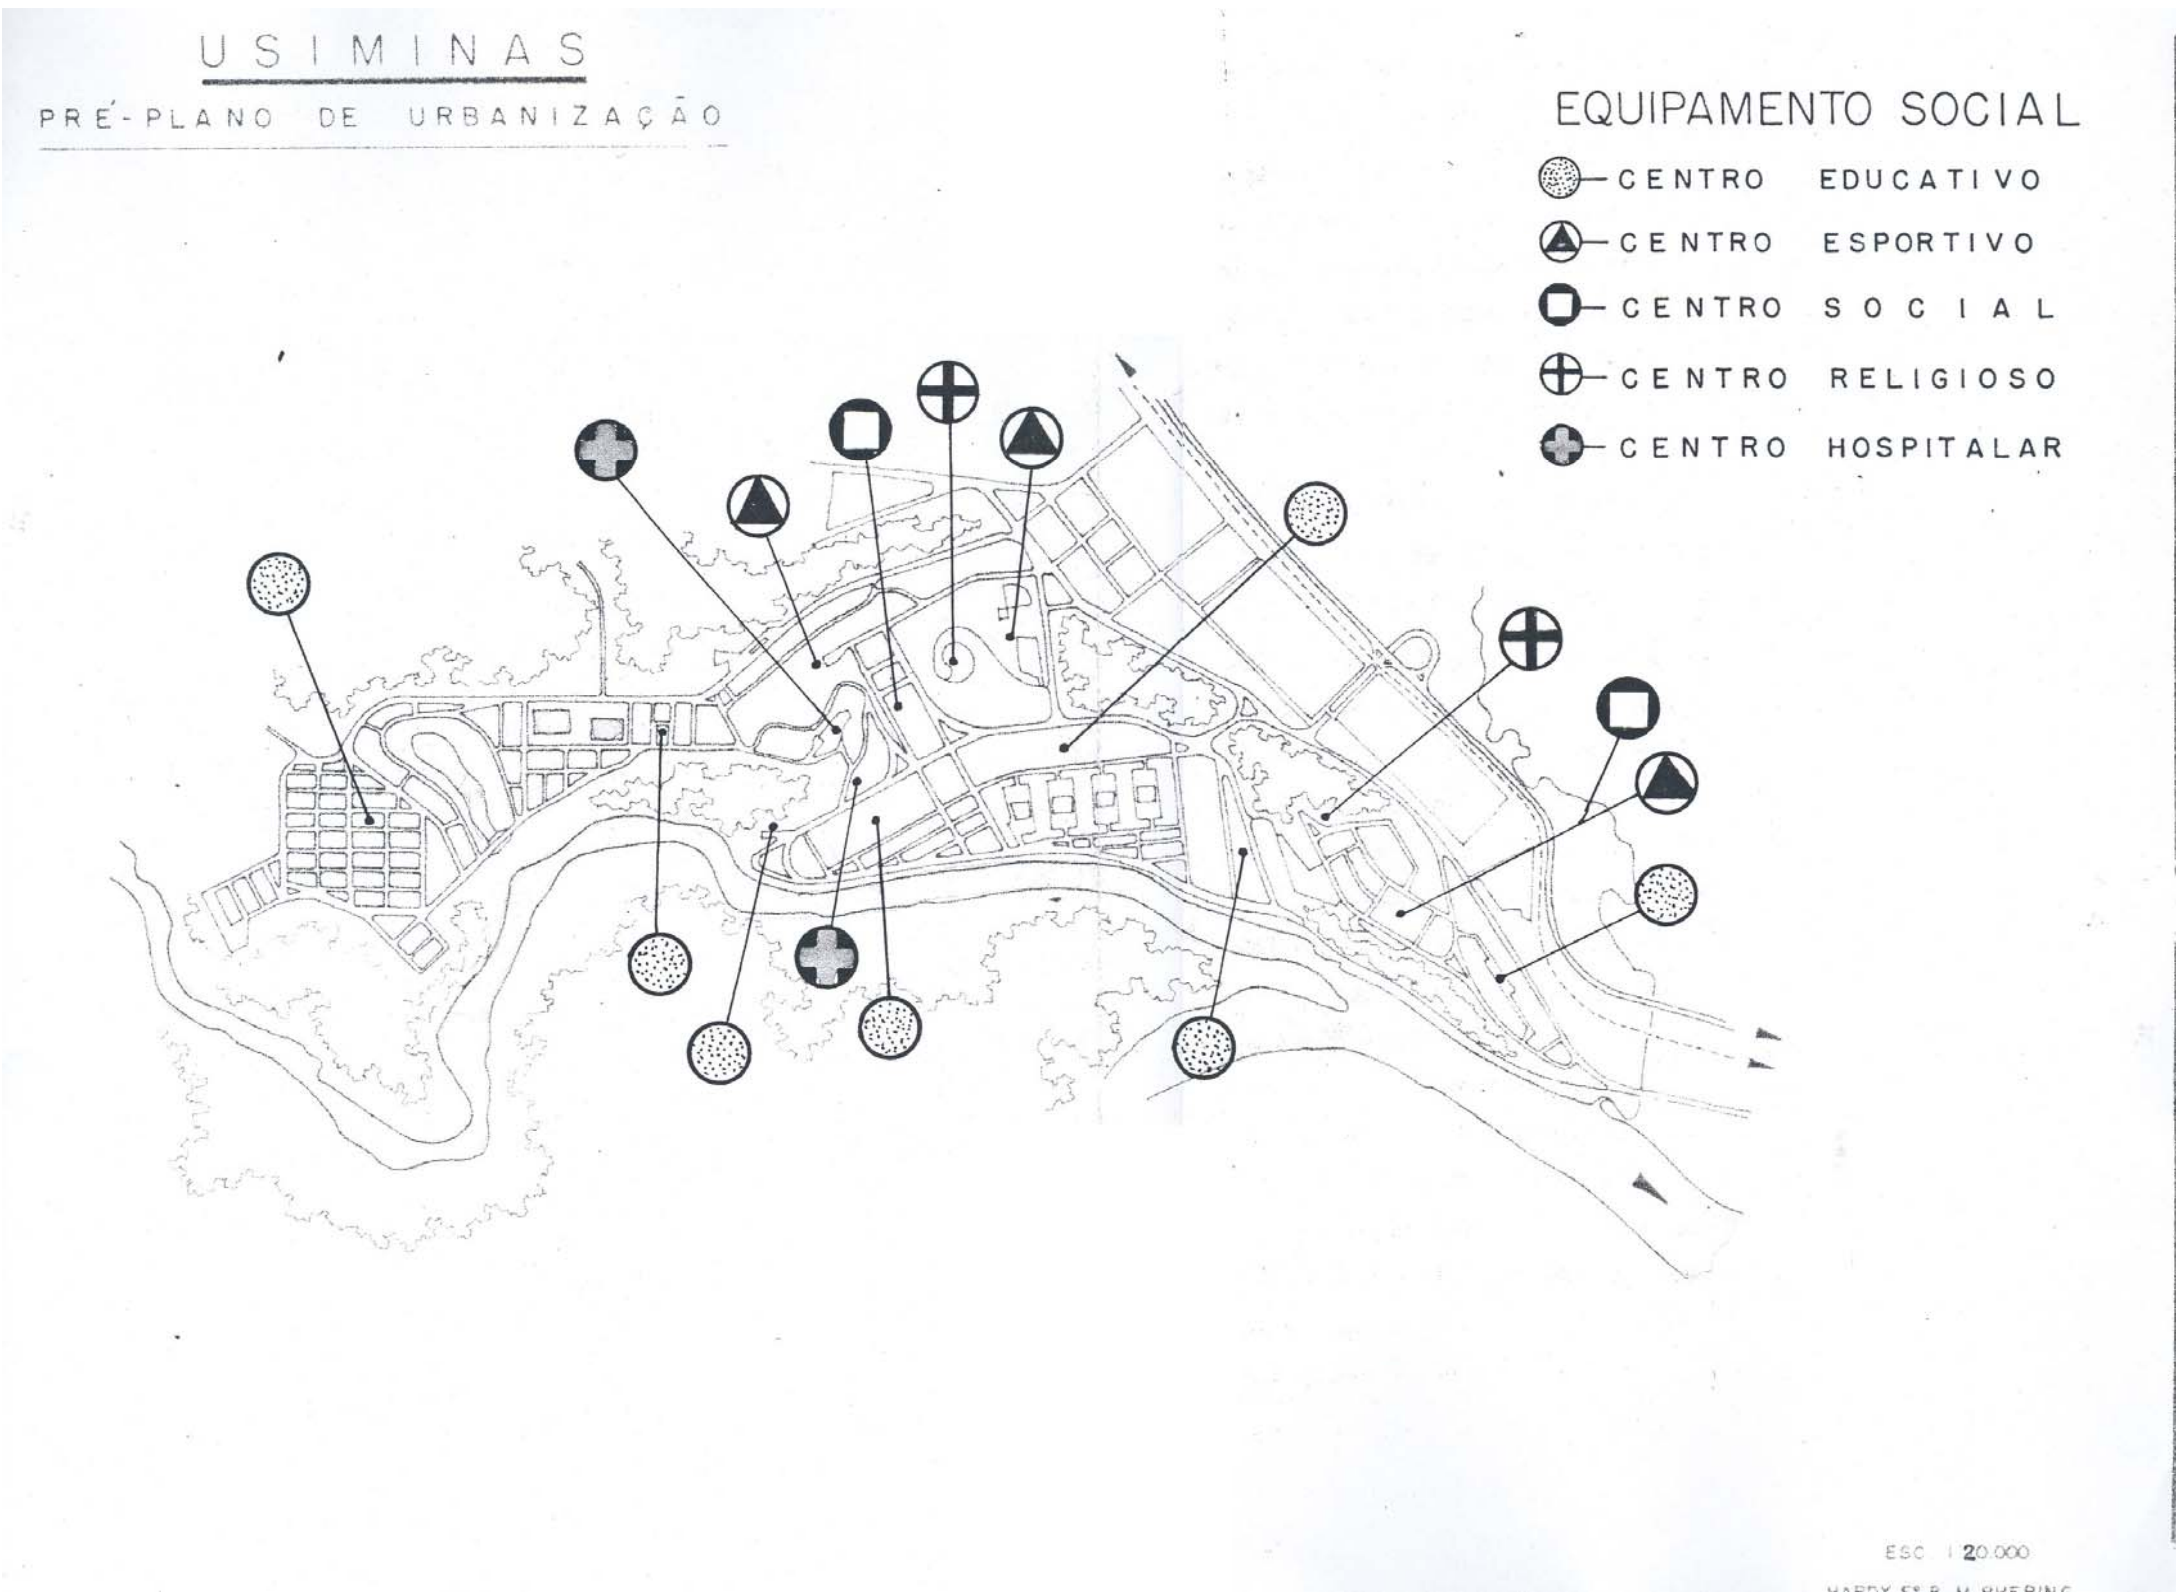 USIMINAS
PRÉ-PLANO DE URBANIZAÇÃO
EQUIPAMENTO SOCIAL
CENTRO EDUCATIVO
CENTRO ESPORTIVO
CENTRO SOCIAL
CENTRO RELIGIOSO
CENTRO HOSPITALAR
ESC 1 20.000